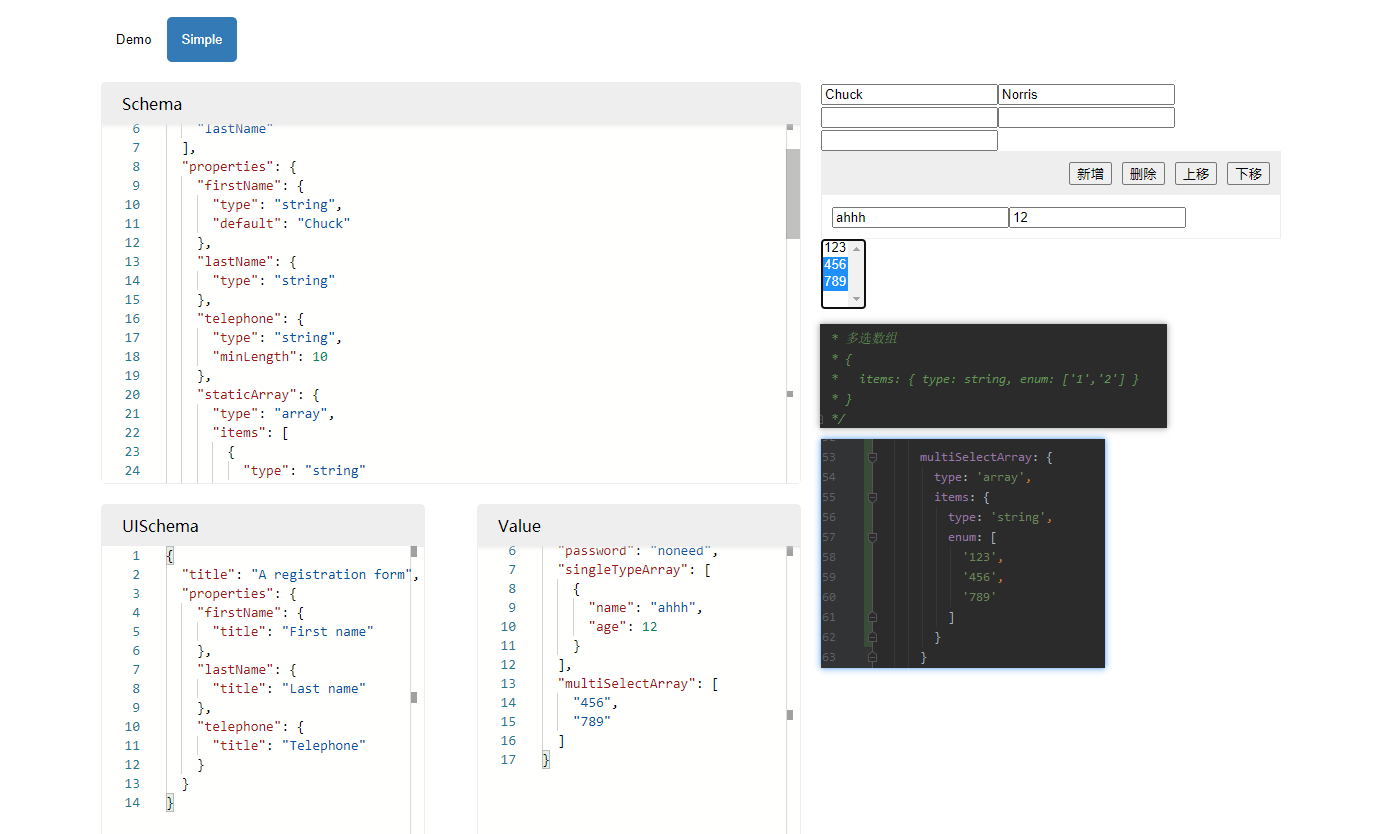 Demo
Simple
Schema
6 "lastName"
7 ],
8 "properties": {
9 "firstName": {
10 "type": "string",
11 "default": "Chuck"
12 },
13 "lastName": {
14 "type": "string"
15 },
16 "telephone": {
17 "type": "string",
18 "minLength": 10
19 },
20 "staticArray": {
21 "type": "array",
22 "items": [
23 {
24 "type": "string"
UISchema
1 {
2 "title": "A registration form",
3 "properties": {
4 "firstName": {
5 "title": "First name"
6 },
7 "lastName": {
8 "title": "Last name"
9 },
10 "telephone": {
11 "title": "Telephone"
12 }
13 }
14 }
Value
6 "password": "noneed",
7 "singleTypeArray": [
8 {
9 "name": "ahhh",
10 "age": 12
11 }
12 ],
13 "multiSelectArray": [
14 "456",
15 "789"
16 ]
17 }
Chuck
Norris
新增
删除
上移
下移
ahhh
12
123
456
789
* 多选数组
* {
* items: { type: string, enum: ['1','2'] }
* }
*/
53 multiSelectArray: {
54 type: 'array',
55 items: {
56 type: 'string',
57 enum: [
58 '123',
59 '456',
60 '789'
61 ]
62 }
63 }